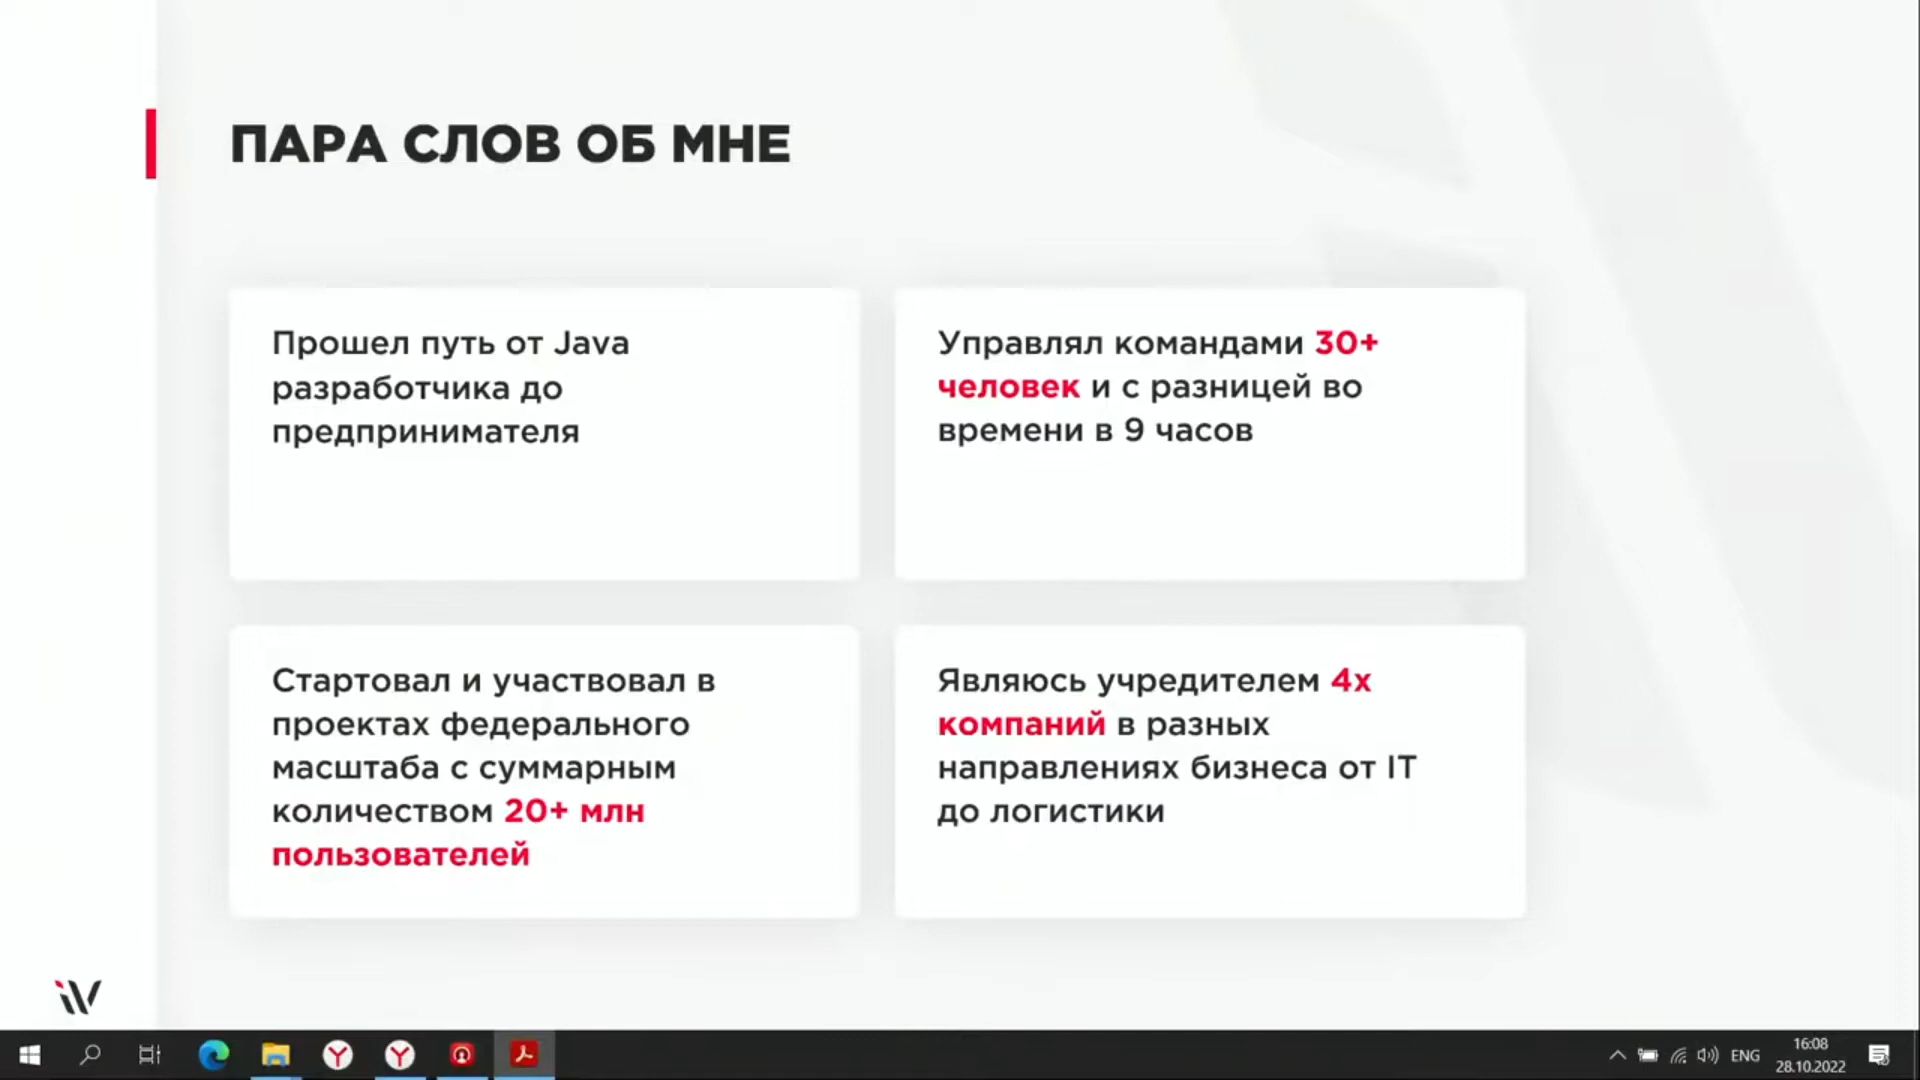 ПАРА СЛОВ ОБ МНЕ
Прошел путь от Java
разработчика до
предпринимателя
Управлял командами 30+
человек и с разницей во
времени в 9 часов
Стартовал и участвовал в
проектах федерального
масштаба с суммарным
количеством 20+ млн
пользователей
Являюсь учредителем 4х
компаний в разных
направлениях бизнеса от IT
до логистики
iV
ENG
16:08
28.10.2022